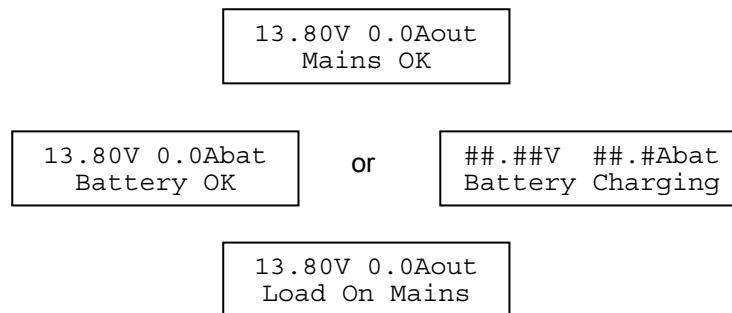 13.80V 0.0Aout
Mains OK
13.80V 0.0Abat
Battery OK
or
##.##V ##.#Abat
Battery Charging
13.80V 0.0Aout
Load On Mains